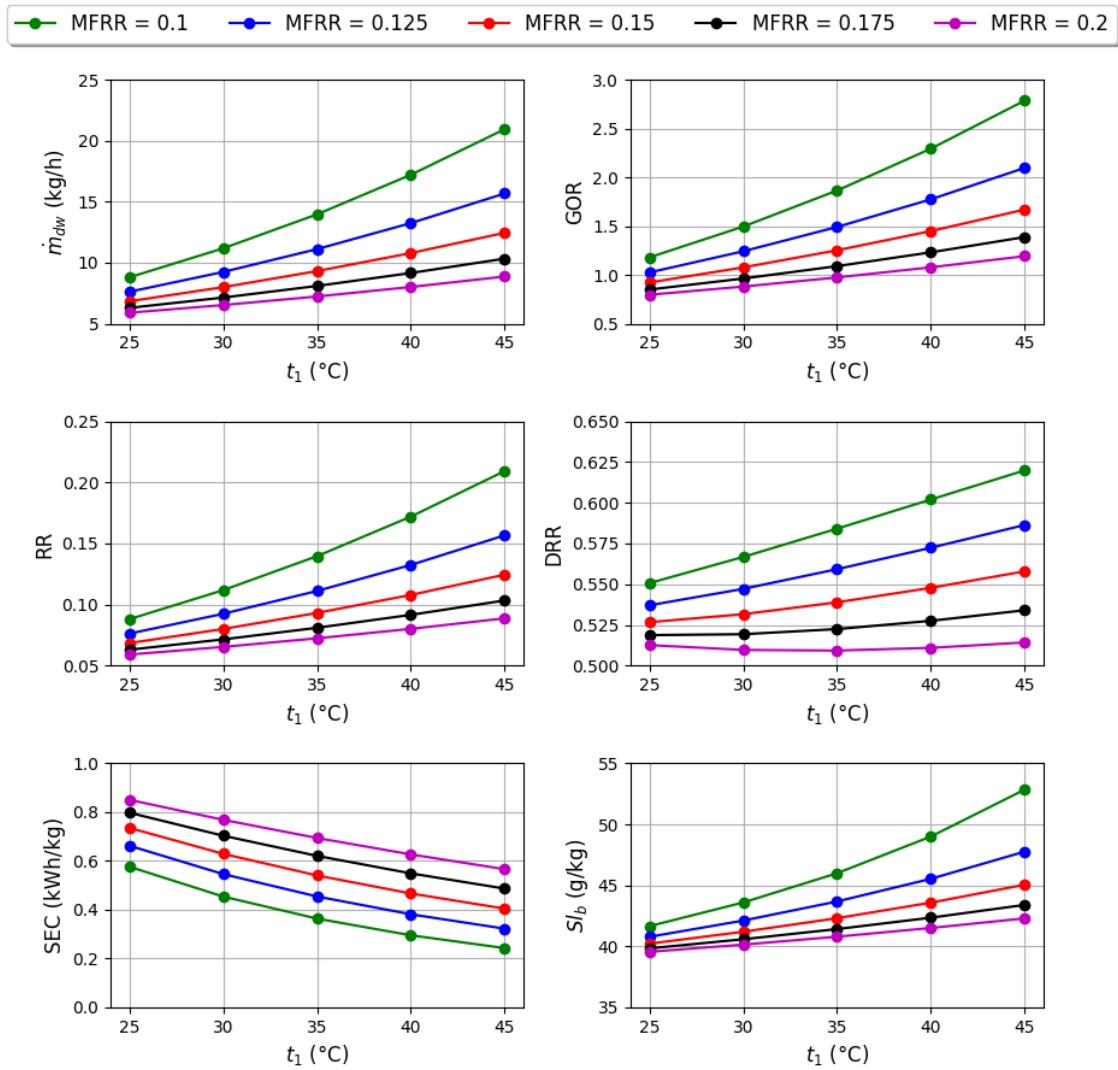 MFRR = 0.1 MFRR = 0.125 MFRR = 0.15 MFRR = 0.175 MFRR = 0.2
25
20
15
10
5
ṁ_dw (kg/h)
25 30 35 40 45
t₁ (°C)
3.0
2.5
2.0
1.5
1.0
0.5
GOR
25 30 35 40 45
t₁ (°C)
0.25
0.20
0.15
0.10
0.05
RR
25 30 35 40 45
t₁ (°C)
0.650
0.625
0.600
0.575
0.550
0.525
0.500
DRR
25 30 35 40 45
t₁ (°C)
1.0
0.8
0.6
0.4
0.2
0.0
SEC (kWh/kg)
25 30 35 40 45
t₁ (°C)
55
50
45
40
35
Sl_b (g/kg)
25 30 35 40 45
t₁ (°C)